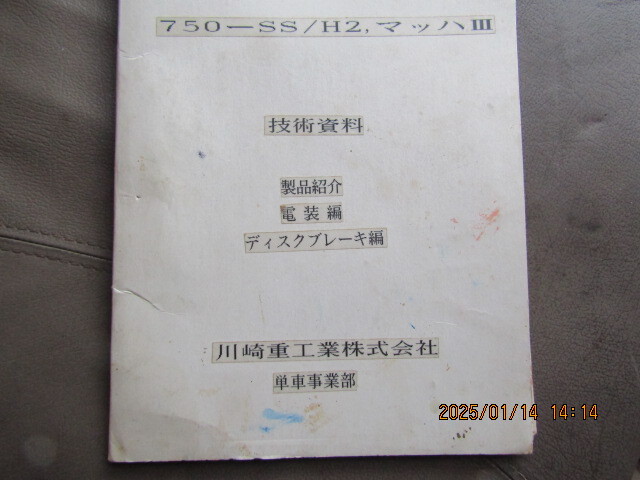 750ーSS/H2,マッハⅢ
技術資料
製品紹介
電装編
ディスクブレーキ編
川崎重工業株式会社
単車事業部
2025/01/14 14:14